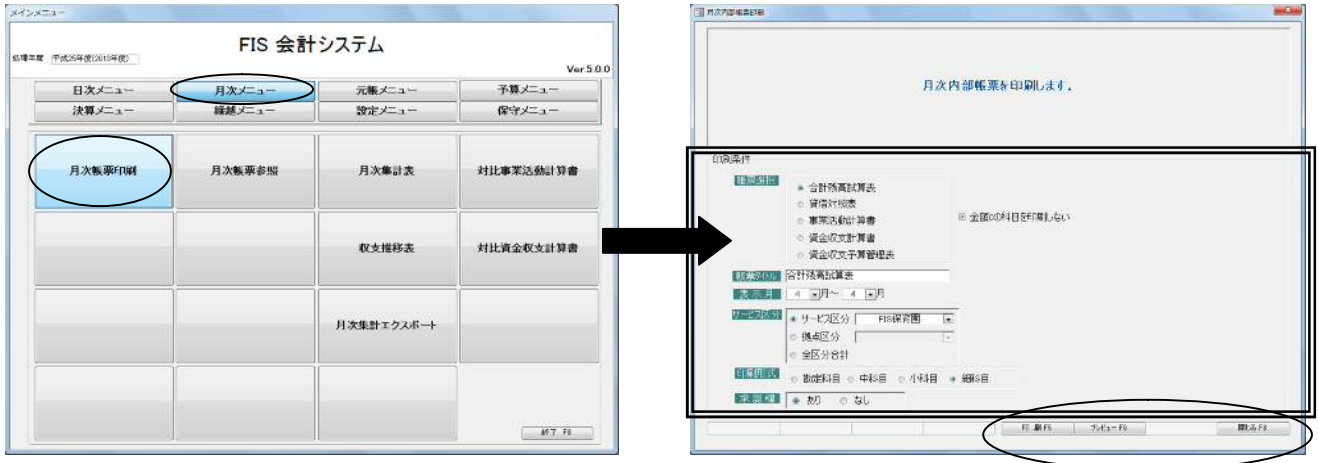 メインメニュー
FIS 会計システム
処理年度 平成25年度(2013年度)
Ver.5.0.0
日次メニュー 月次メニュー 元帳メニュー 予算メニュー
決算メニュー 繰越メニュー 設定メニュー 保守メニュー
月次帳票印刷 月次帳票参照 月次集計表 対比事業活動計算書
収支推移表 対比資金収支計算書
月次集計エクスポート
終了 F8
月次内部帳票印刷
月次内部帳票を印刷します。
印刷条件
帳票選択
合計残高試算表
貸借対照表
事業活動計算書
資金収支計算書
資金収支予算管理表
金額0の科目を印刷しない
帳票タイトル 合計残高試算表
表示月 4 月～ 4 月
サービス区分 サービス区分 FIS保育園
拠点区分
全区分合計
印刷形式 勘定科目 中科目 小科目 細科目
承認欄 あり なし
印刷 F5 プレビュー F6 閉じる F8